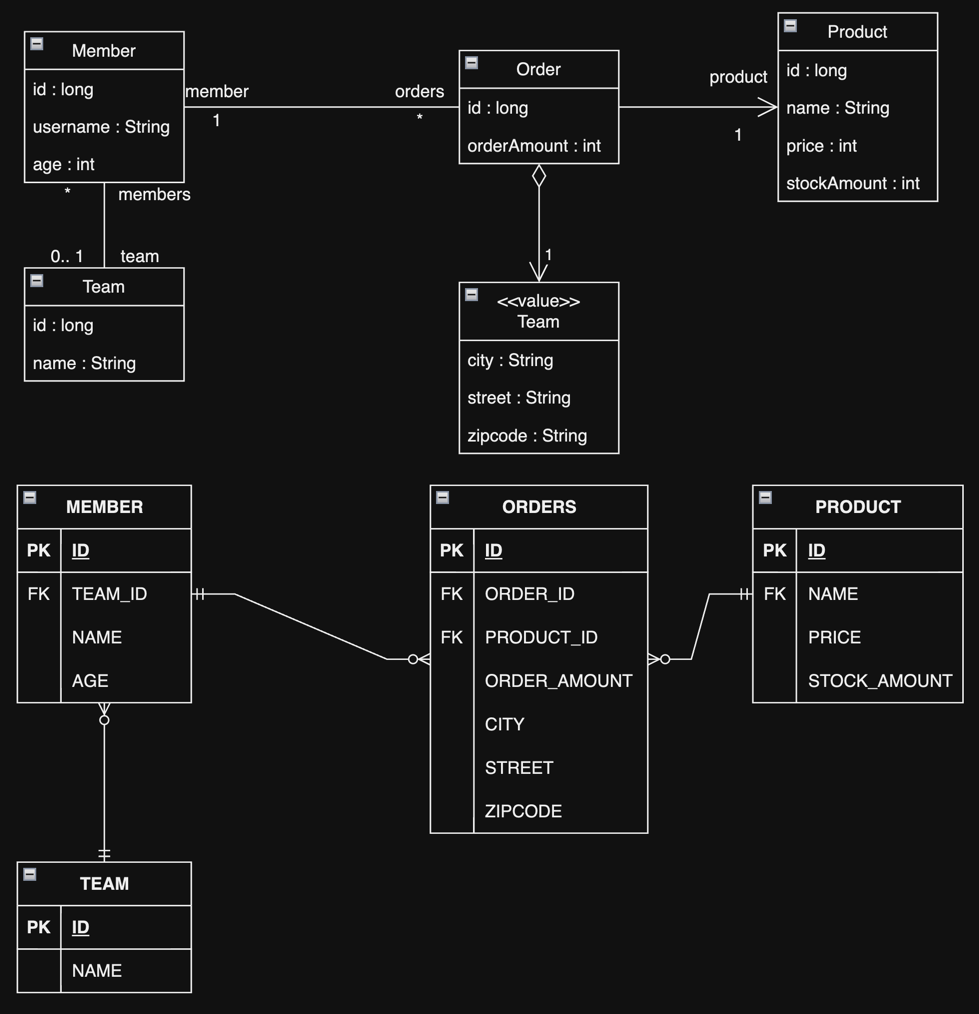 Member
id : long
username : String
age : int
member
1
orders
*
Order
id : long
orderAmount : int
product
1
Product
id : long
name : String
price : int
stockAmount : int
*
members
0.. 1
team
Team
id : long
name : String
1
<<value>>
Team
city : String
street : String
zipcode : String
MEMBER
PK ID
FK TEAM_ID
NAME
AGE
ORDERS
PK ID
FK ORDER_ID
FK PRODUCT_ID
ORDER_AMOUNT
CITY
STREET
ZIPCODE
PRODUCT
PK ID
FK NAME
PRICE
STOCK_AMOUNT
TEAM
PK ID
NAME